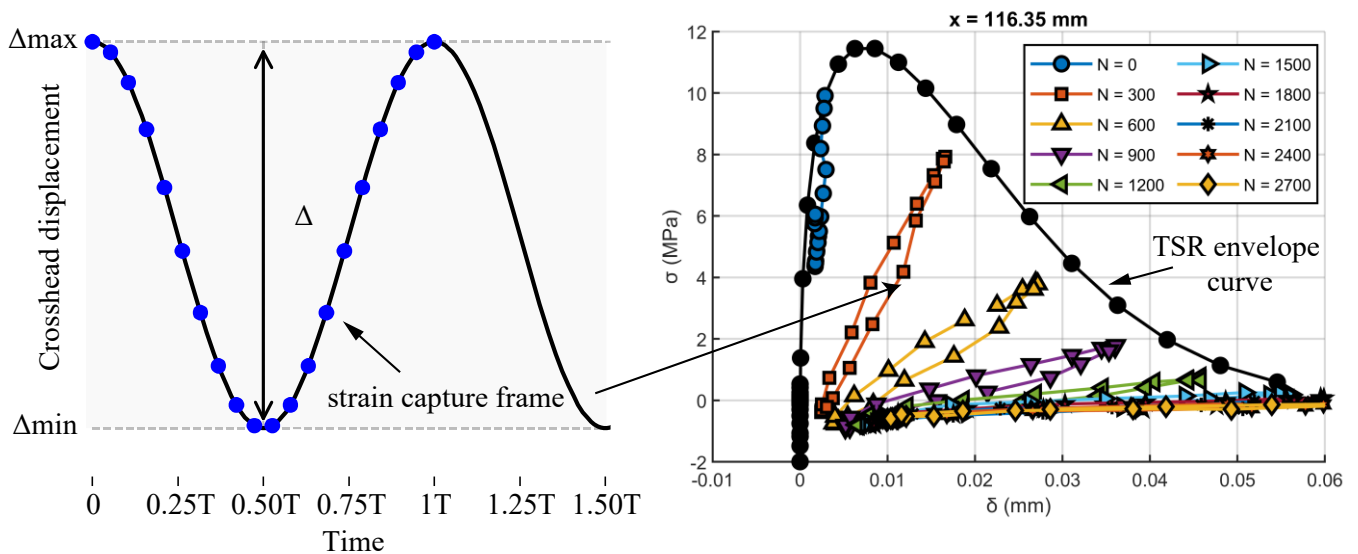 Δmax
Δmin
Crosshead displacement
Δ
strain capture frame
0
0.25T
0.50T
0.75T
1T
1.25T
1.50T
Time
x = 116.35 mm
σ (MPa)
12
10
8
6
4
2
0
-2
N = 0
N = 300
N = 600
N = 900
N = 1200
N = 1500
N = 1800
N = 2100
N = 2400
N = 2700
TSR envelope
curve
-0.01
0
0.01
0.02
0.03
0.04
0.05
0.06
δ (mm)